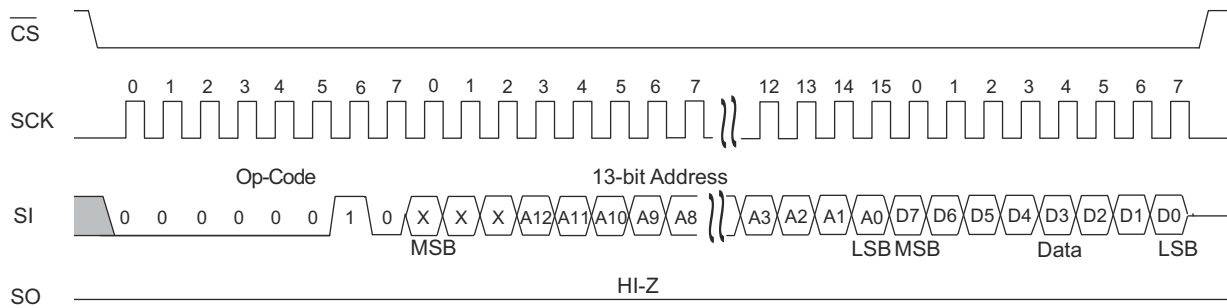 CS
0 1 2 3 4 5 6 7 0 1 2 3 4 5 6 7 12 13 14 15 0 1 2 3 4 5 6 7
SCK
Op-Code 13-bit Address
SI 0 0 0 0 0 0 1 0 X X X A12 A11 A10 A9 A8 A3 A2 A1 A0 D7 D6 D5 D4 D3 D2 D1 D0
MSB LSB MSB Data LSB
HI-Z
SO